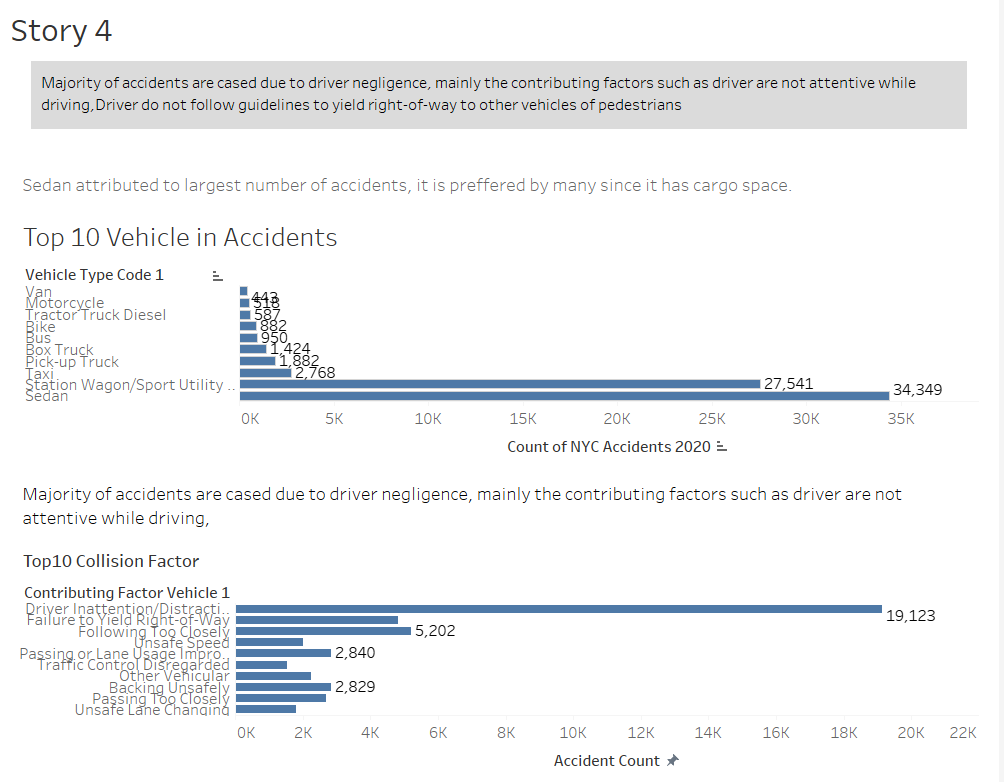 Story 4
Majority of accidents are cased due to driver negligence, mainly the contributing factors such as driver are not attentive while
driving,Driver do not follow guidelines to yield right-of-way to other vehicles of pedestrians
Sedan attributed to largest number of accidents, it is preffered by many since it has cargo space.
Top 10 Vehicle in Accidents
Vehicle Type Code 1
Van 443
Motorcycle 518
Tractor Truck Diesel 587
Bike 882
Bus 950
Box Truck 1,424
Pick-up Truck 1,882
Taxi 2,768
Station Wagon/Sport Utility .. 27,541
Sedan 34,349
0K 5K 10K 15K 20K 25K 30K 35K
Count of NYC Accidents 2020
Majority of accidents are cased due to driver negligence, mainly the contributing factors such as driver are not
attentive while driving,
Top10 Collision Factor
Contributing Factor Vehicle 1
Driver Inattention/Distracti.. 19,123
Failure to Yield Right-of-Way
Following Too Closely 5,202
Unsafe Speed
Passing or Lane Usage Impro.. 2,840
Traffic Control Disregarded
Other Vehicular
Backing Unsafely 2,829
Passing Too Closely
Unsafe Lane Changing
0K 2K 4K 6K 8K 10K 12K 14K 16K 18K 20K 22K
Accident Count